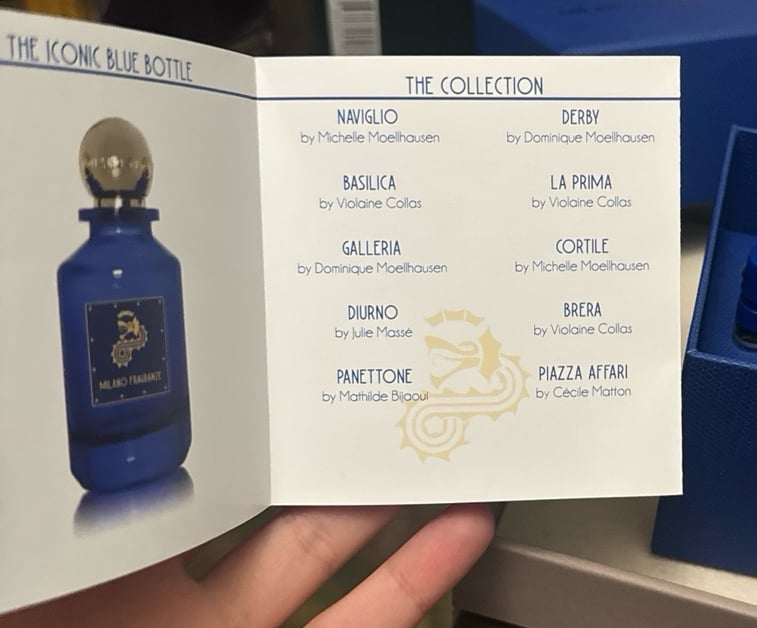 THE ICONIC BLUE BOTTLE
MILANO FRAGRANZE
THE COLLECTION
NAVIGLIO
by Michelle Moellhausen
BASILICA
by Violaine Collas
GALLERIA
by Dominique Moellhausen
DIURNO
by Julie Massé
PANETTONE
by Mathilde Bijaoui
DERBY
by Dominique Moellhausen
LA PRIMA
by Violaine Collas
CORTILE
by Michelle Moellhausen
BRERA
by Violaine Collas
PIAZZA AFFARI
by Cécile Matton